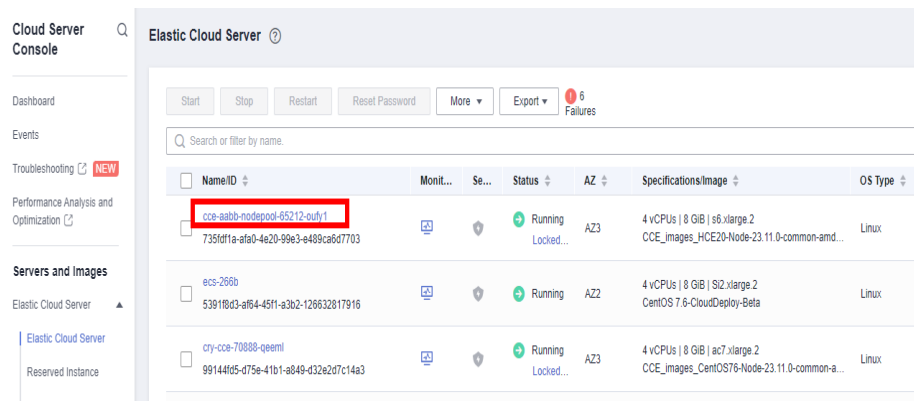 Cloud Server
Console
Dashboard
Events
Troubleshooting NEW
Performance Analysis and
Optimization
Servers and Images
Elastic Cloud Server
Elastic Cloud Server
Reserved Instance
Elastic Cloud Server
Start Stop Restart Reset Password More Export 6
Failures
Search or filter by name.
Name/ID Monit... Se... Status AZ Specifications/Image OS Type
cce-aabb-nodepool-65212-oufy1
735fdf1a-afa0-4e20-99e3-e489ca6d7703
Running
Locked...
AZ3
4 vCPUs | 8 GiB | s6.xlarge.2
CCE_images_HCE20-Node-23.11.0-common-amd...
Linux
ecs-266b
5391f8d3-af64-45f1-a3b2-126632817916
Running
AZ2
4 vCPUs | 8 GiB | Si2.xlarge.2
CentOS 7.6-CloudDeploy-Beta
Linux
cry-cce-70888-qeeml
99144fd5-d75e-41b1-a849-d32e2d7c14a3
Running
Locked...
AZ3
4 vCPUs | 8 GiB | ac7.xlarge.2
CCE_images_CentOS76-Node-23.11.0-common-a...
Linux